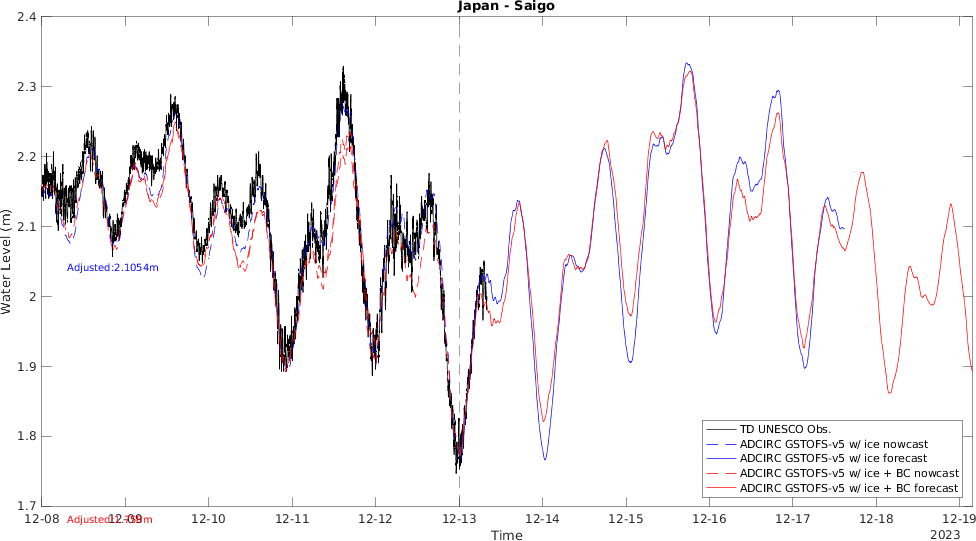 Japan - Saigo
2.4
2.3
2.2
2.1
2
1.9
1.8
1.7
Water Level (m)
Adjusted:2.1054m
TD UNESCO Obs.
ADCIRC GSTOFS-v5 w/ ice nowcast
ADCIRC GSTOFS-v5 w/ ice forecast
ADCIRC GSTOFS-v5 w/ ice + BC nowcast
ADCIRC GSTOFS-v5 w/ ice + BC forecast
12-08 12-09 12-10 12-11 12-12 12-13 12-14 12-15 12-16 12-17 12-18 12-19
Time
2023